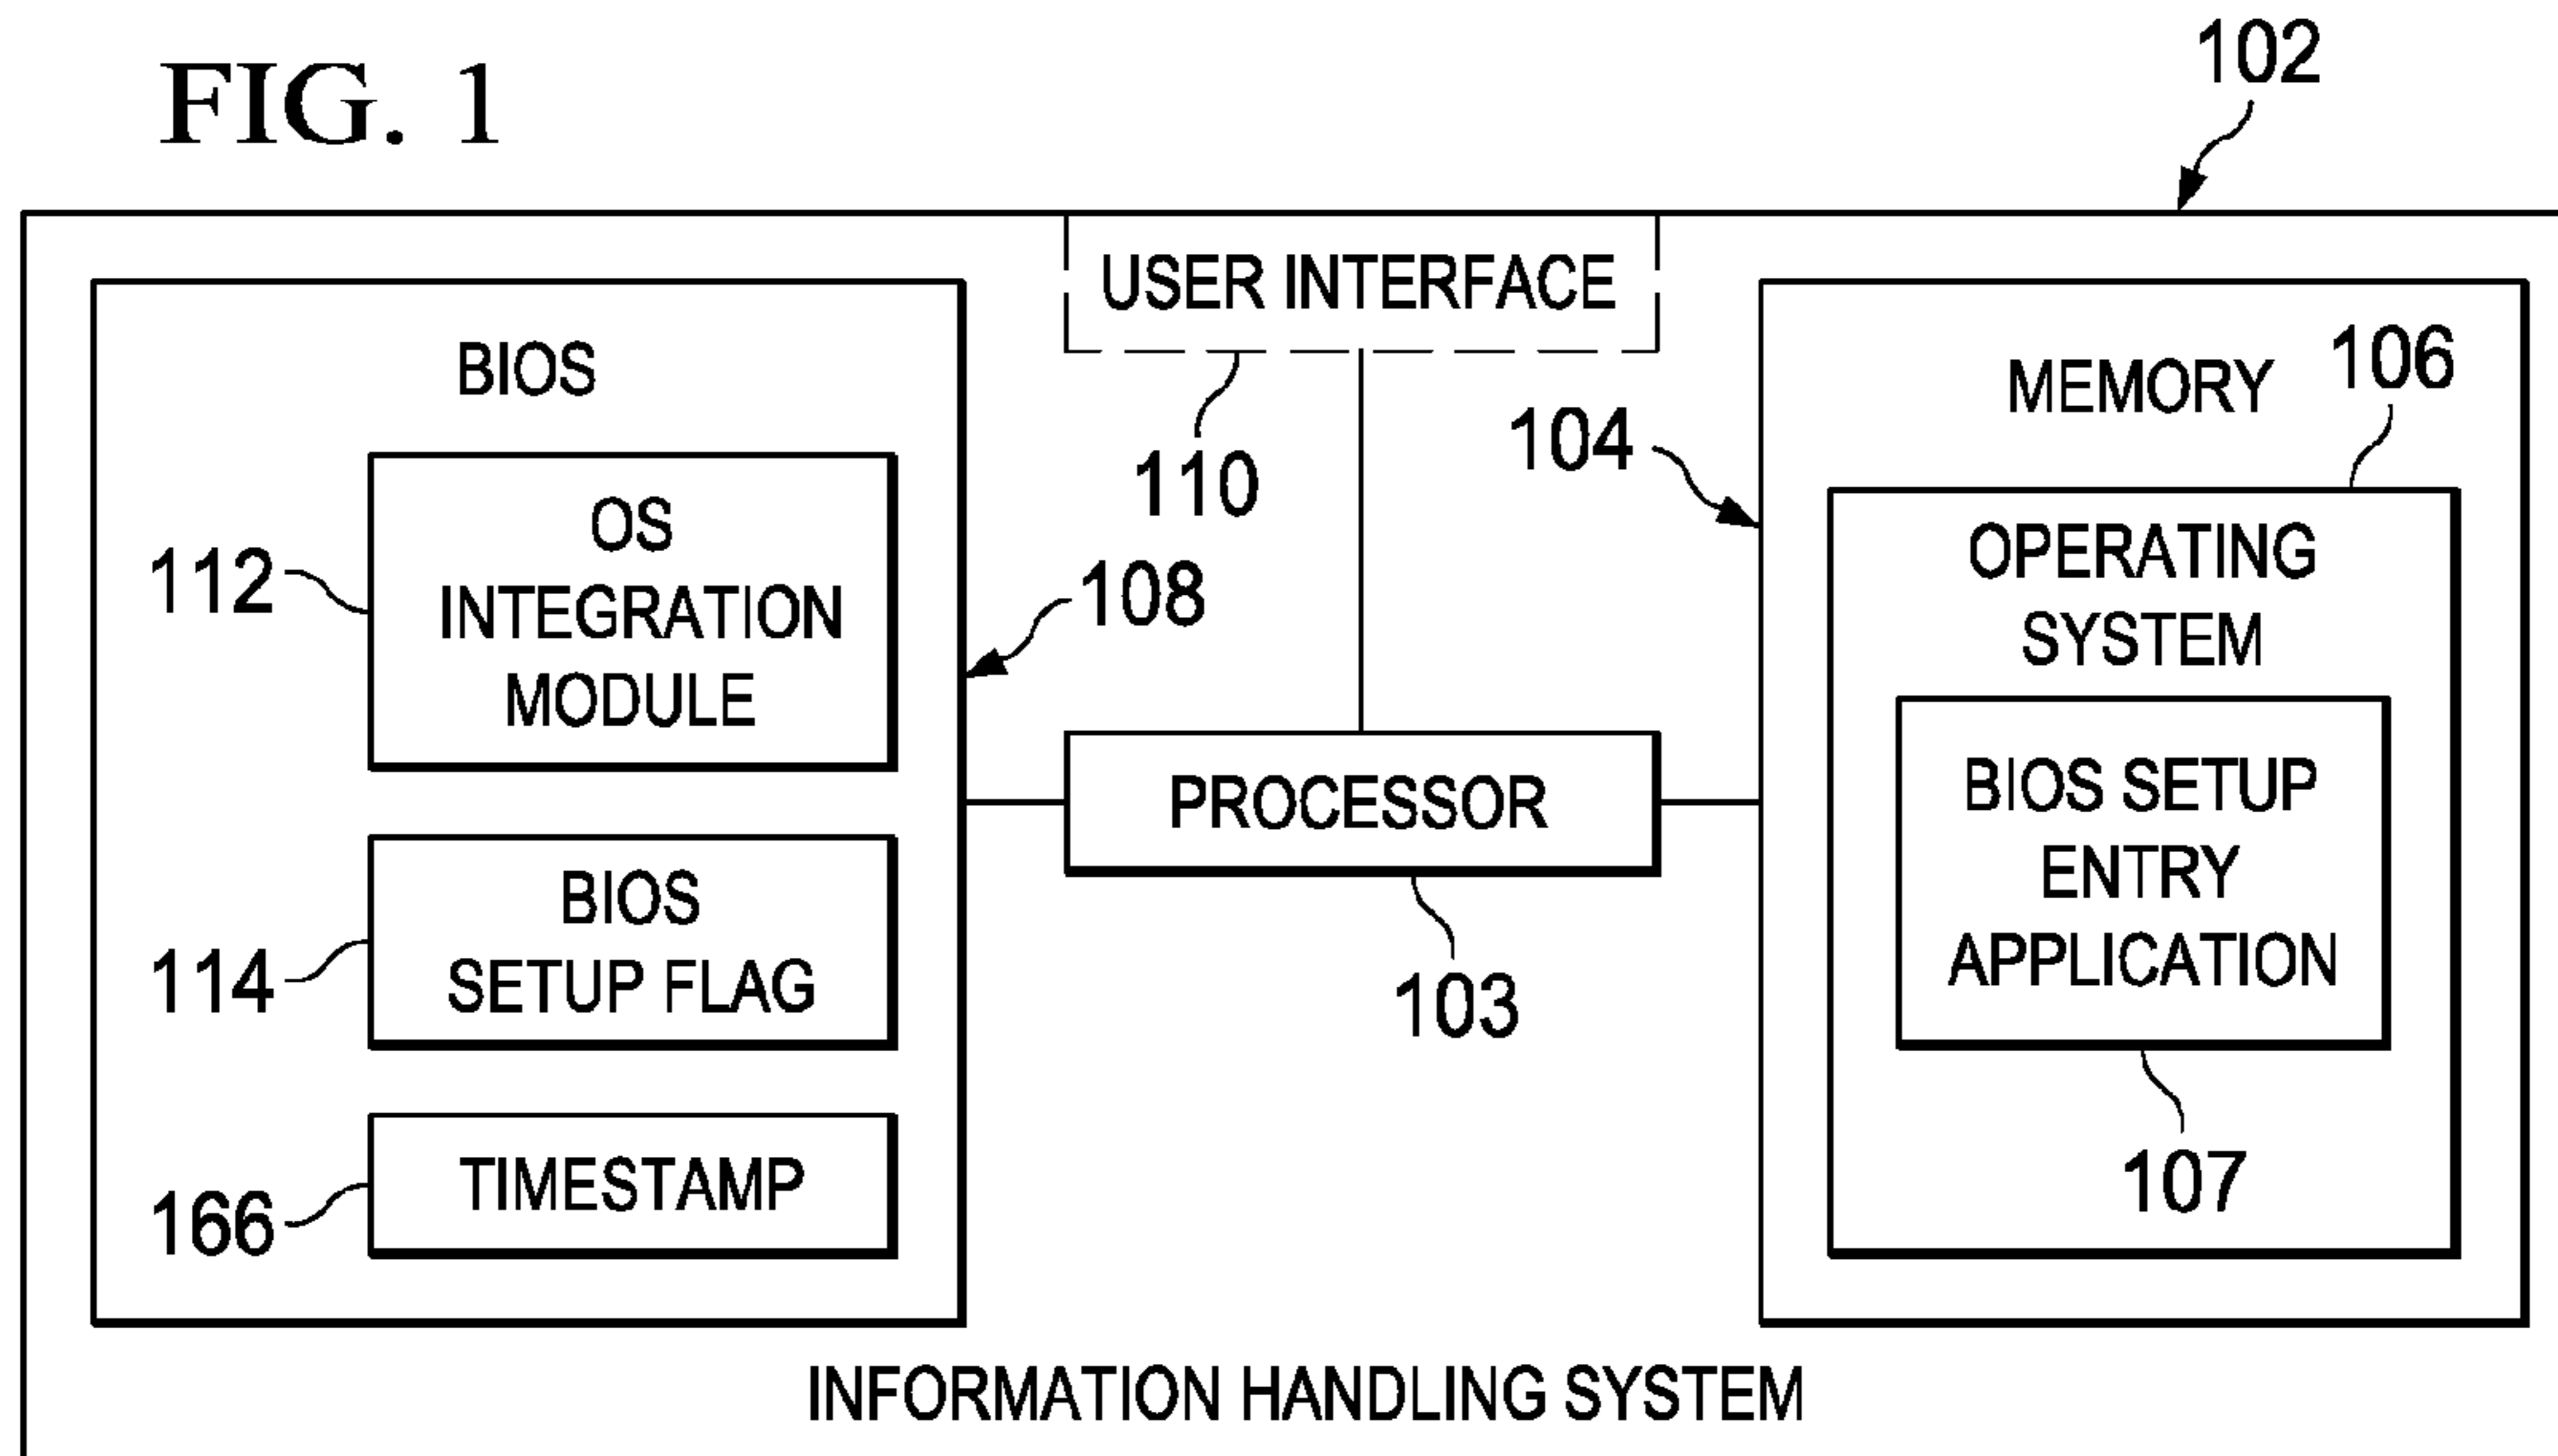 FIG. 1
102
USER INTERFACE
110
BIOS
OS
INTEGRATION
MODULE
112
108
BIOS
SETUP FLAG
114
TIMESTAMP
166
PROCESSOR
103
104
MEMORY
106
OPERATING
SYSTEM
BIOS SETUP
ENTRY
APPLICATION
107
INFORMATION HANDLING SYSTEM